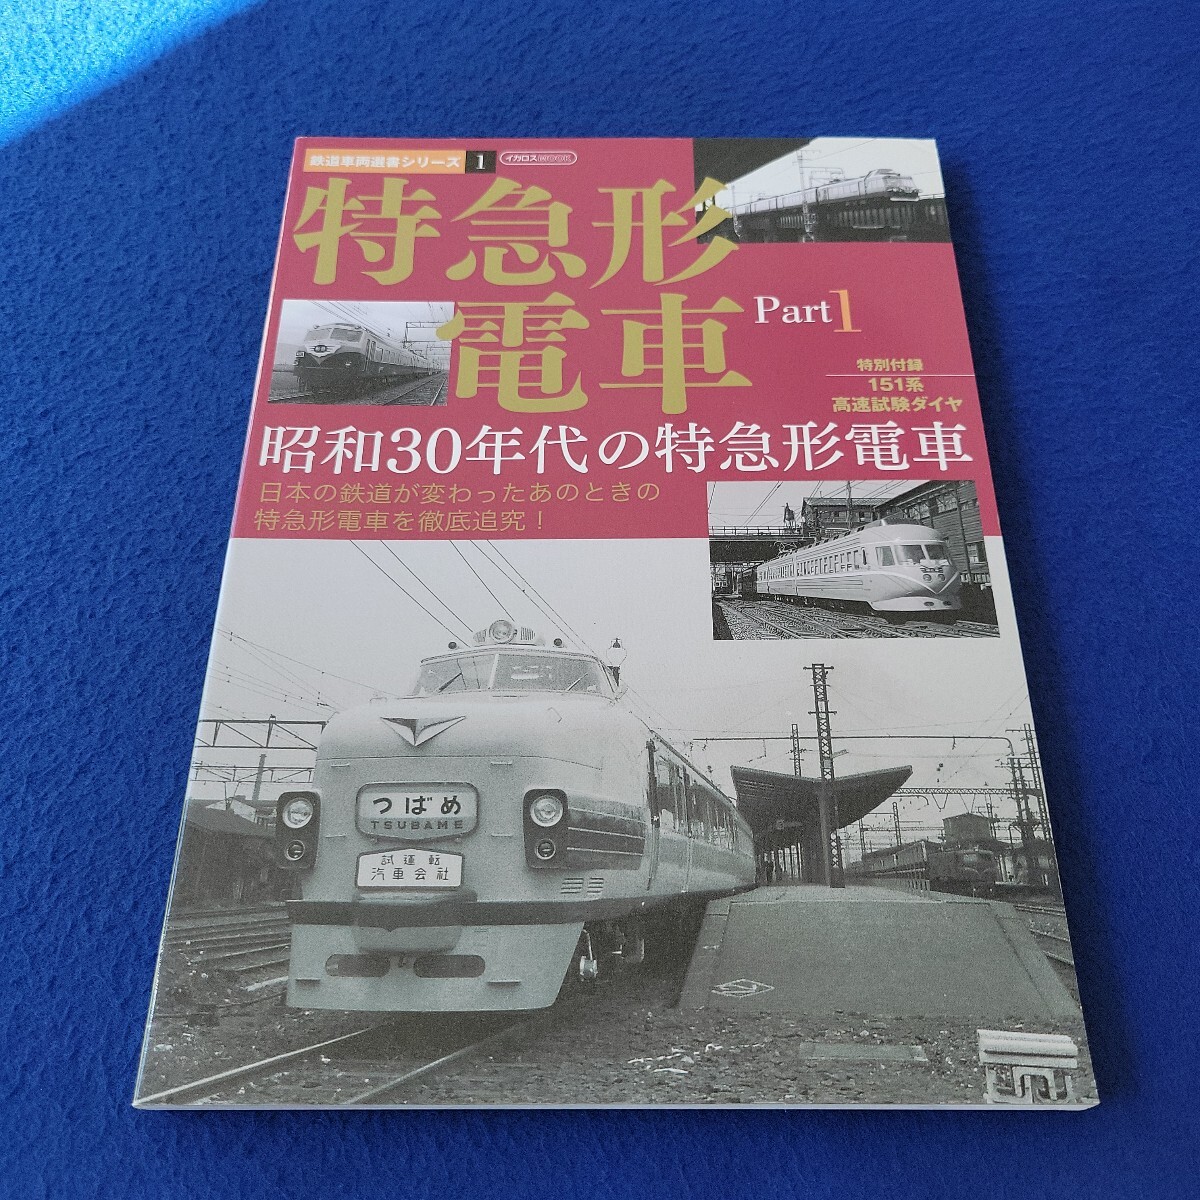 鉄道車両選書シリーズ 1 イカロスMOOK
特急形
電車 Part1
特別付録
151系
高速試験ダイヤ
昭和30年代の特急形電車
日本の鉄道が変わったあのときの
特急形電車を徹底追究！
つばめ
TSUBAME
試運転
汽車会社